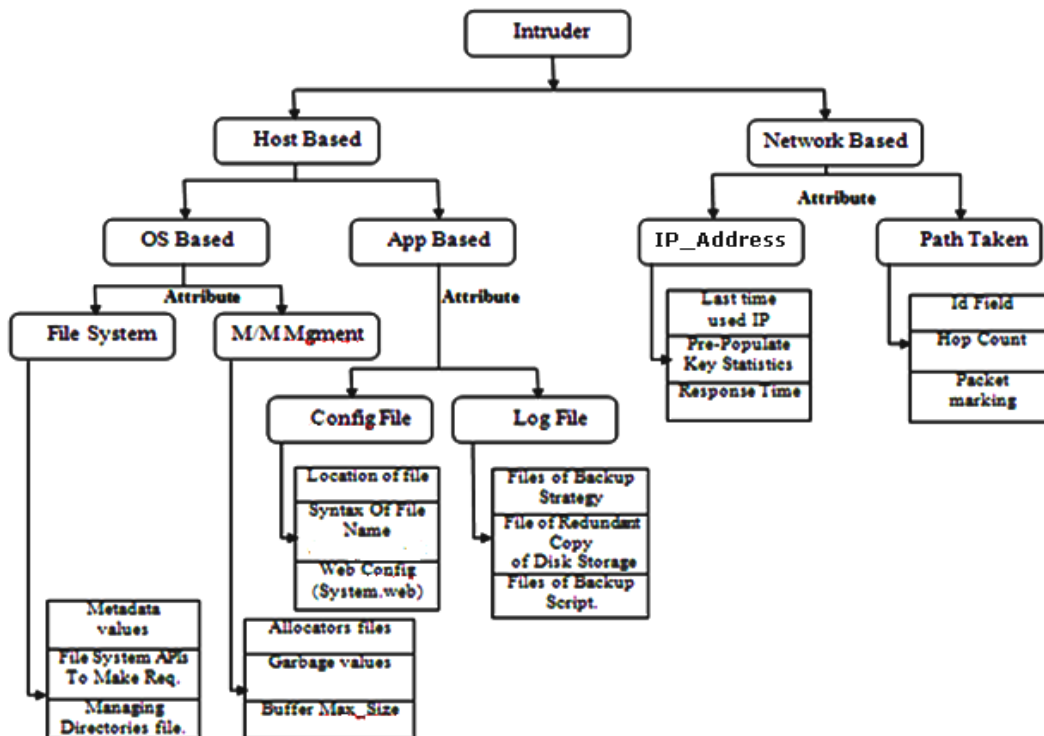 Intruder
Host Based
Network Based
Attribute
OS Based
App Based
IP_Address
Path Taken
Attribute
Attribute
File System
M/M Mgment
Last time
used IP
Pre-Populate
Key Statistics
Response Time
Id Field
Hop Count
Packet
marking
Config File
Log File
Location of file
Syntax Of File
Name
Web Config
(System.web)
Files of Backup
Strategy
File of Redundant
Copy
of Disk Storage
Files of Backup
Script.
Metadata
values
File System APIs
To Make Req.
Managing
Directories file.
Allocators files
Garbage values
Buffer Max_Size